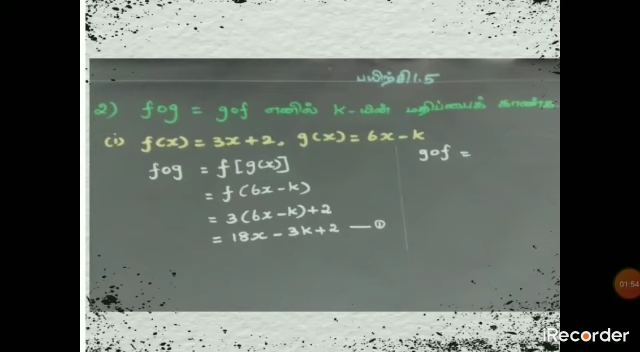 பயிற்சி 1.5
2) fog = gof எனில் k-யின் மதிப்பைக் காண்க
(i) f(x) = 3x+2, g(x) = 6x-k
fog = f[g(x)]
= f(6x-k)
= 3(6x-k)+2
= 18x-3k+2 — ①
gof =
01:54
iRecorder